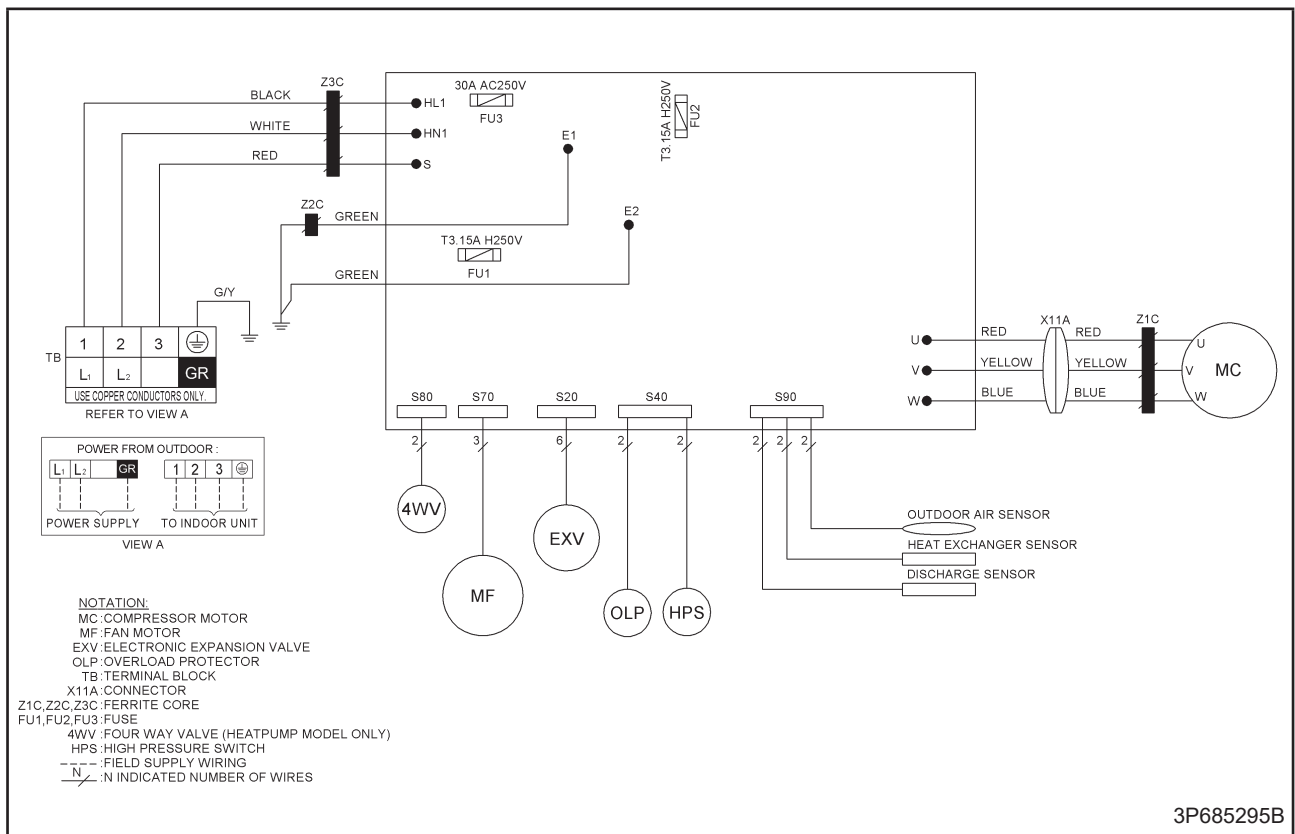 Z3C
BLACK
WHITE
RED
HL1
HN1
S
30A AC250V
FU3
T3.15A H250V
FU2
E1
E2
Z2C
GREEN
T3.15A H250V
FU1
GREEN
G/Y
TB
1 2 3
L1 L2 GR
USE COPPER CONDUCTORS ONLY.
REFER TO VIEW A
POWER FROM OUTDOOR :
L1 L2 GR 1 2 3
POWER SUPPLY TO INDOOR UNIT
VIEW A
U RED X11A RED Z1C U
V YELLOW YELLOW V MC
W BLUE BLUE W
S80 S70 S20 S40 S90
2 3 6 2 2 2 2 2
4WV
MF
EXV
OLP
HPS
OUTDOOR AIR SENSOR
HEAT EXCHANGER SENSOR
DISCHARGE SENSOR
NOTATION:
MC :COMPRESSOR MOTOR
MF :FAN MOTOR
EXV :ELECTRONIC EXPANSION VALVE
OLP :OVERLOAD PROTECTOR
TB :TERMINAL BLOCK
X11A :CONNECTOR
Z1C,Z2C,Z3C :FERRITE CORE
FU1,FU2,FU3 :FUSE
4WV :FOUR WAY VALVE (HEATPUMP MODEL ONLY)
HPS :HIGH PRESSURE SWITCH
---- :FIELD SUPPLY WIRING
N :N INDICATED NUMBER OF WIRES
3P685295B